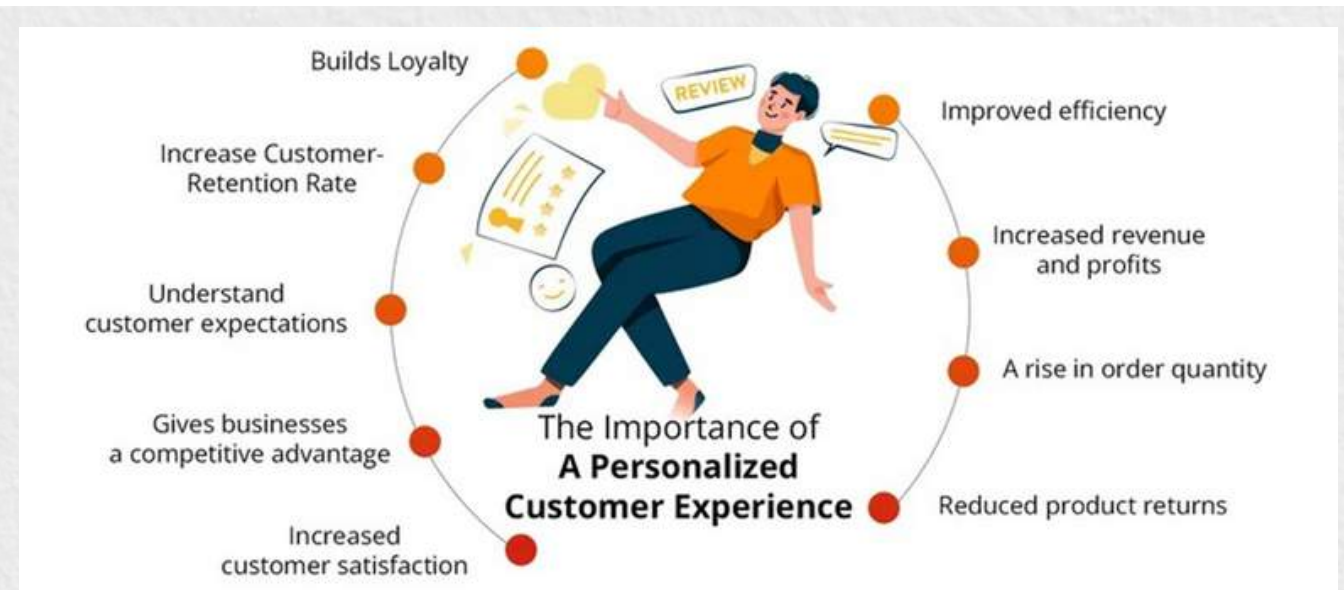 Builds Loyalty
Increase Customer-
Retention Rate
Understand
customer expectations
Gives businesses
a competitive advantage
Increased
customer satisfaction
REVIEW
The Importance of
A Personalized
Customer Experience
Improved efficiency
Increased revenue
and profits
A rise in order quantity
Reduced product returns